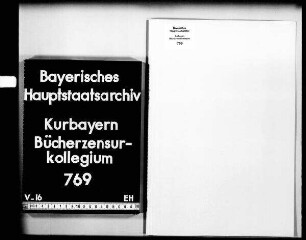 Bayerisches
Hauptstaatsarchiv
Kurbayern
Bücherzensur-
kollegium
769
V-16 EH
769